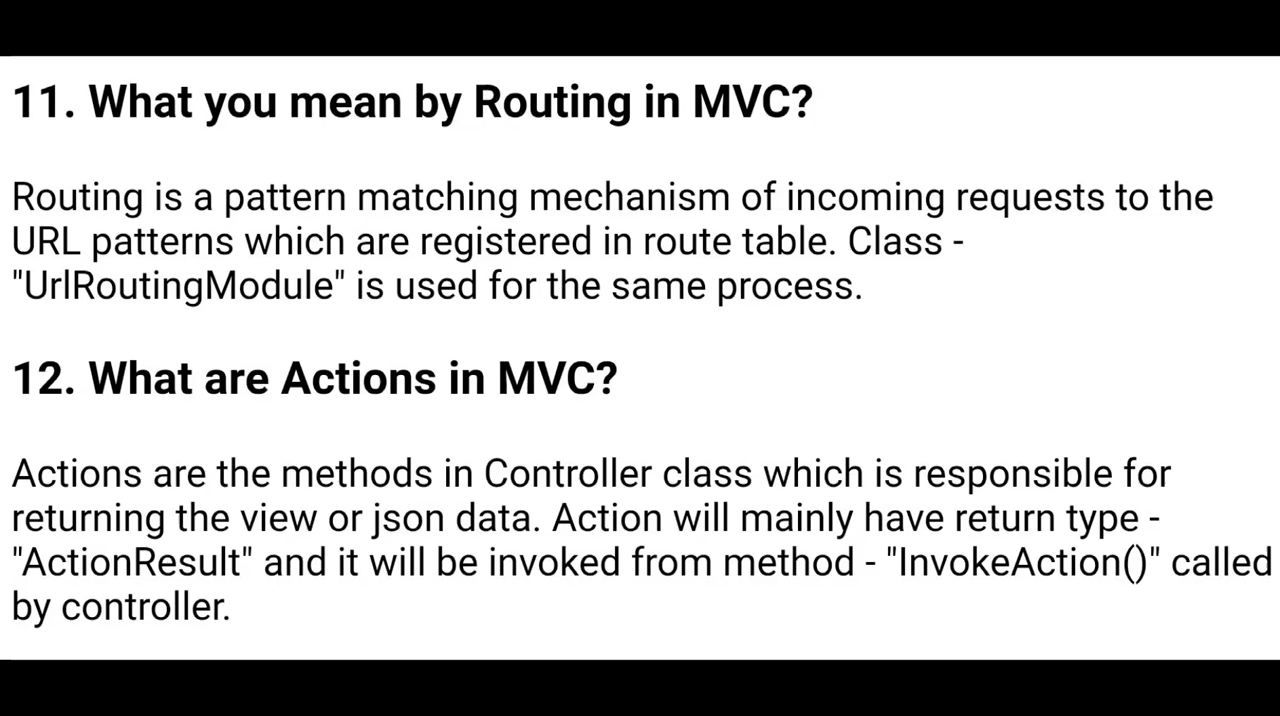 11. What you mean by Routing in MVC?
Routing is a pattern matching mechanism of incoming requests to the
URL patterns which are registered in route table. Class -
"UrlRoutingModule" is used for the same process.
12. What are Actions in MVC?
Actions are the methods in Controller class which is responsible for
returning the view or json data. Action will mainly have return type -
"ActionResult" and it will be invoked from method - "InvokeAction()" called
by controller.